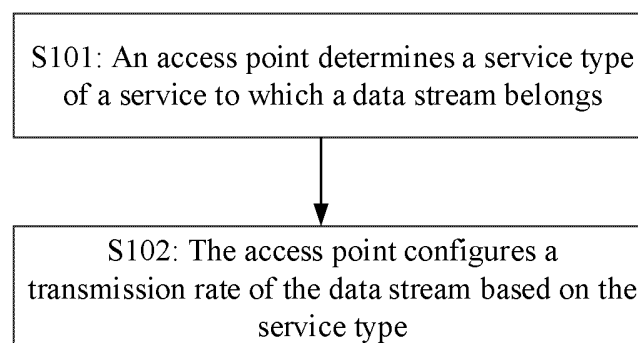 S101: An access point determines a service type
of a service to which a data stream belongs
S102: The access point configures a
transmission rate of the data stream based on the
service type